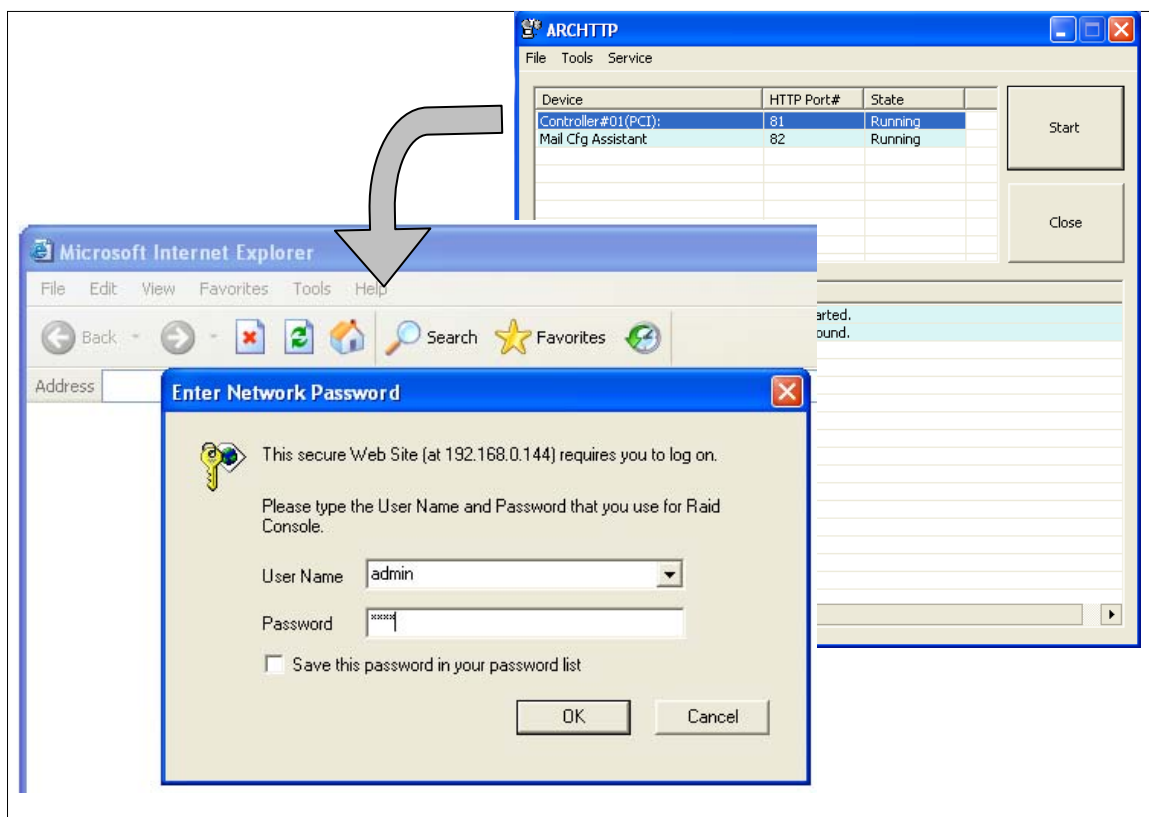 ARCHTTP
File Tools Service
Device HTTP Port# State
Controller#01(PCI): 81 Running
Mail Cfg Assistant 82 Running
Start
Close
arted.
ound.
Microsoft Internet Explorer
File Edit View Favorites Tools Help
Back Search Favorites
Address
Enter Network Password
This secure Web Site (at 192.168.0.144) requires you to log on.
Please type the User Name and Password that you use for Raid
Console.
User Name admin
Password xxxx
Save this password in your password list
OK Cancel